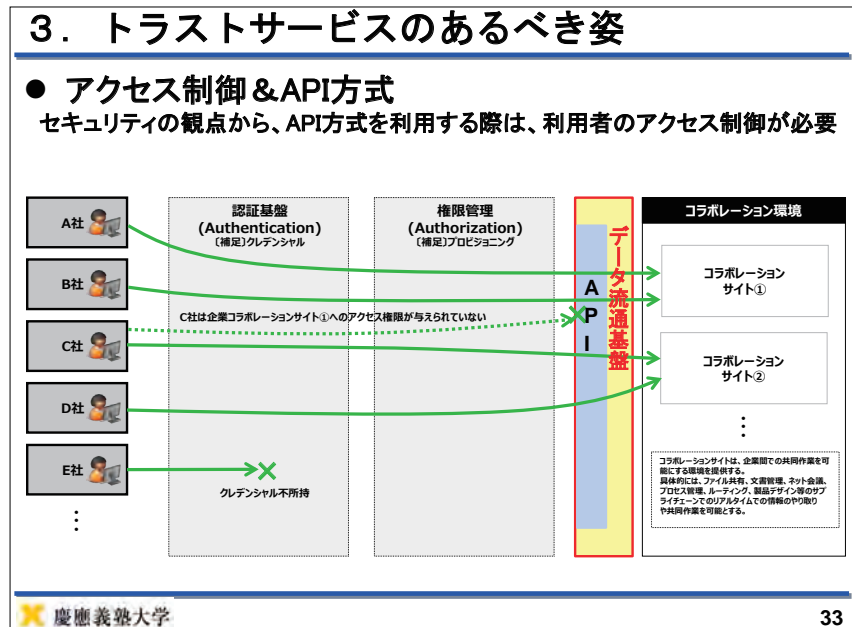 ３．トラストサービスのあるべき姿
● アクセス制御＆API方式
セキュリティの観点から、API方式を利用する際は、利用者のアクセス制御が必要
A社
B社
C社
D社
E社
⋮
認証基盤
(Authentication)
〔補足〕クレデンシャル
権限管理
(Authorization)
〔補足〕プロビジョニング
C社は企業コラボレーションサイト①へのアクセス権限が与えられていない
クレデンシャル不所持
API
データ流通基盤
コラボレーション環境
コラボレーション
サイト①
コラボレーション
サイト②
⋮
コラボレーションサイトは、企業間での共同作業を可
能にする環境を提供する。
具体的には、ファイル共有、文書管理、ネット会議、
プロセス管理、ルーティング、製品デザイン等のサプ
ライチェーンでのリアルタイムでの情報のやり取り
や共同作業を可能とする。
慶應義塾大学
33